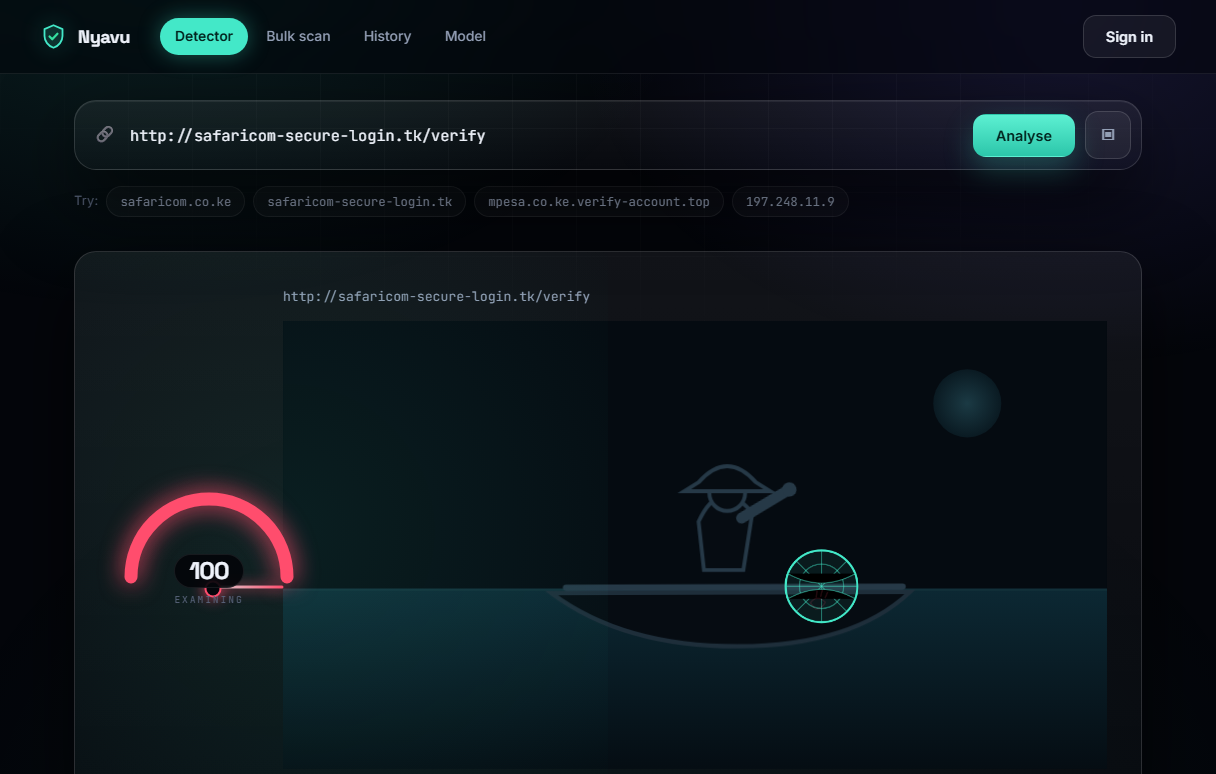 Nyavu
Detector
Bulk scan
History
Model
Sign in
http://safaricom-secure-login.tk/verify
Analyse
Try:
safaricom.co.ke
safaricom-secure-login.tk
mpesa.co.ke.verify-account.top
197.248.11.9
http://safaricom-secure-login.tk/verify
100
EXAMINING